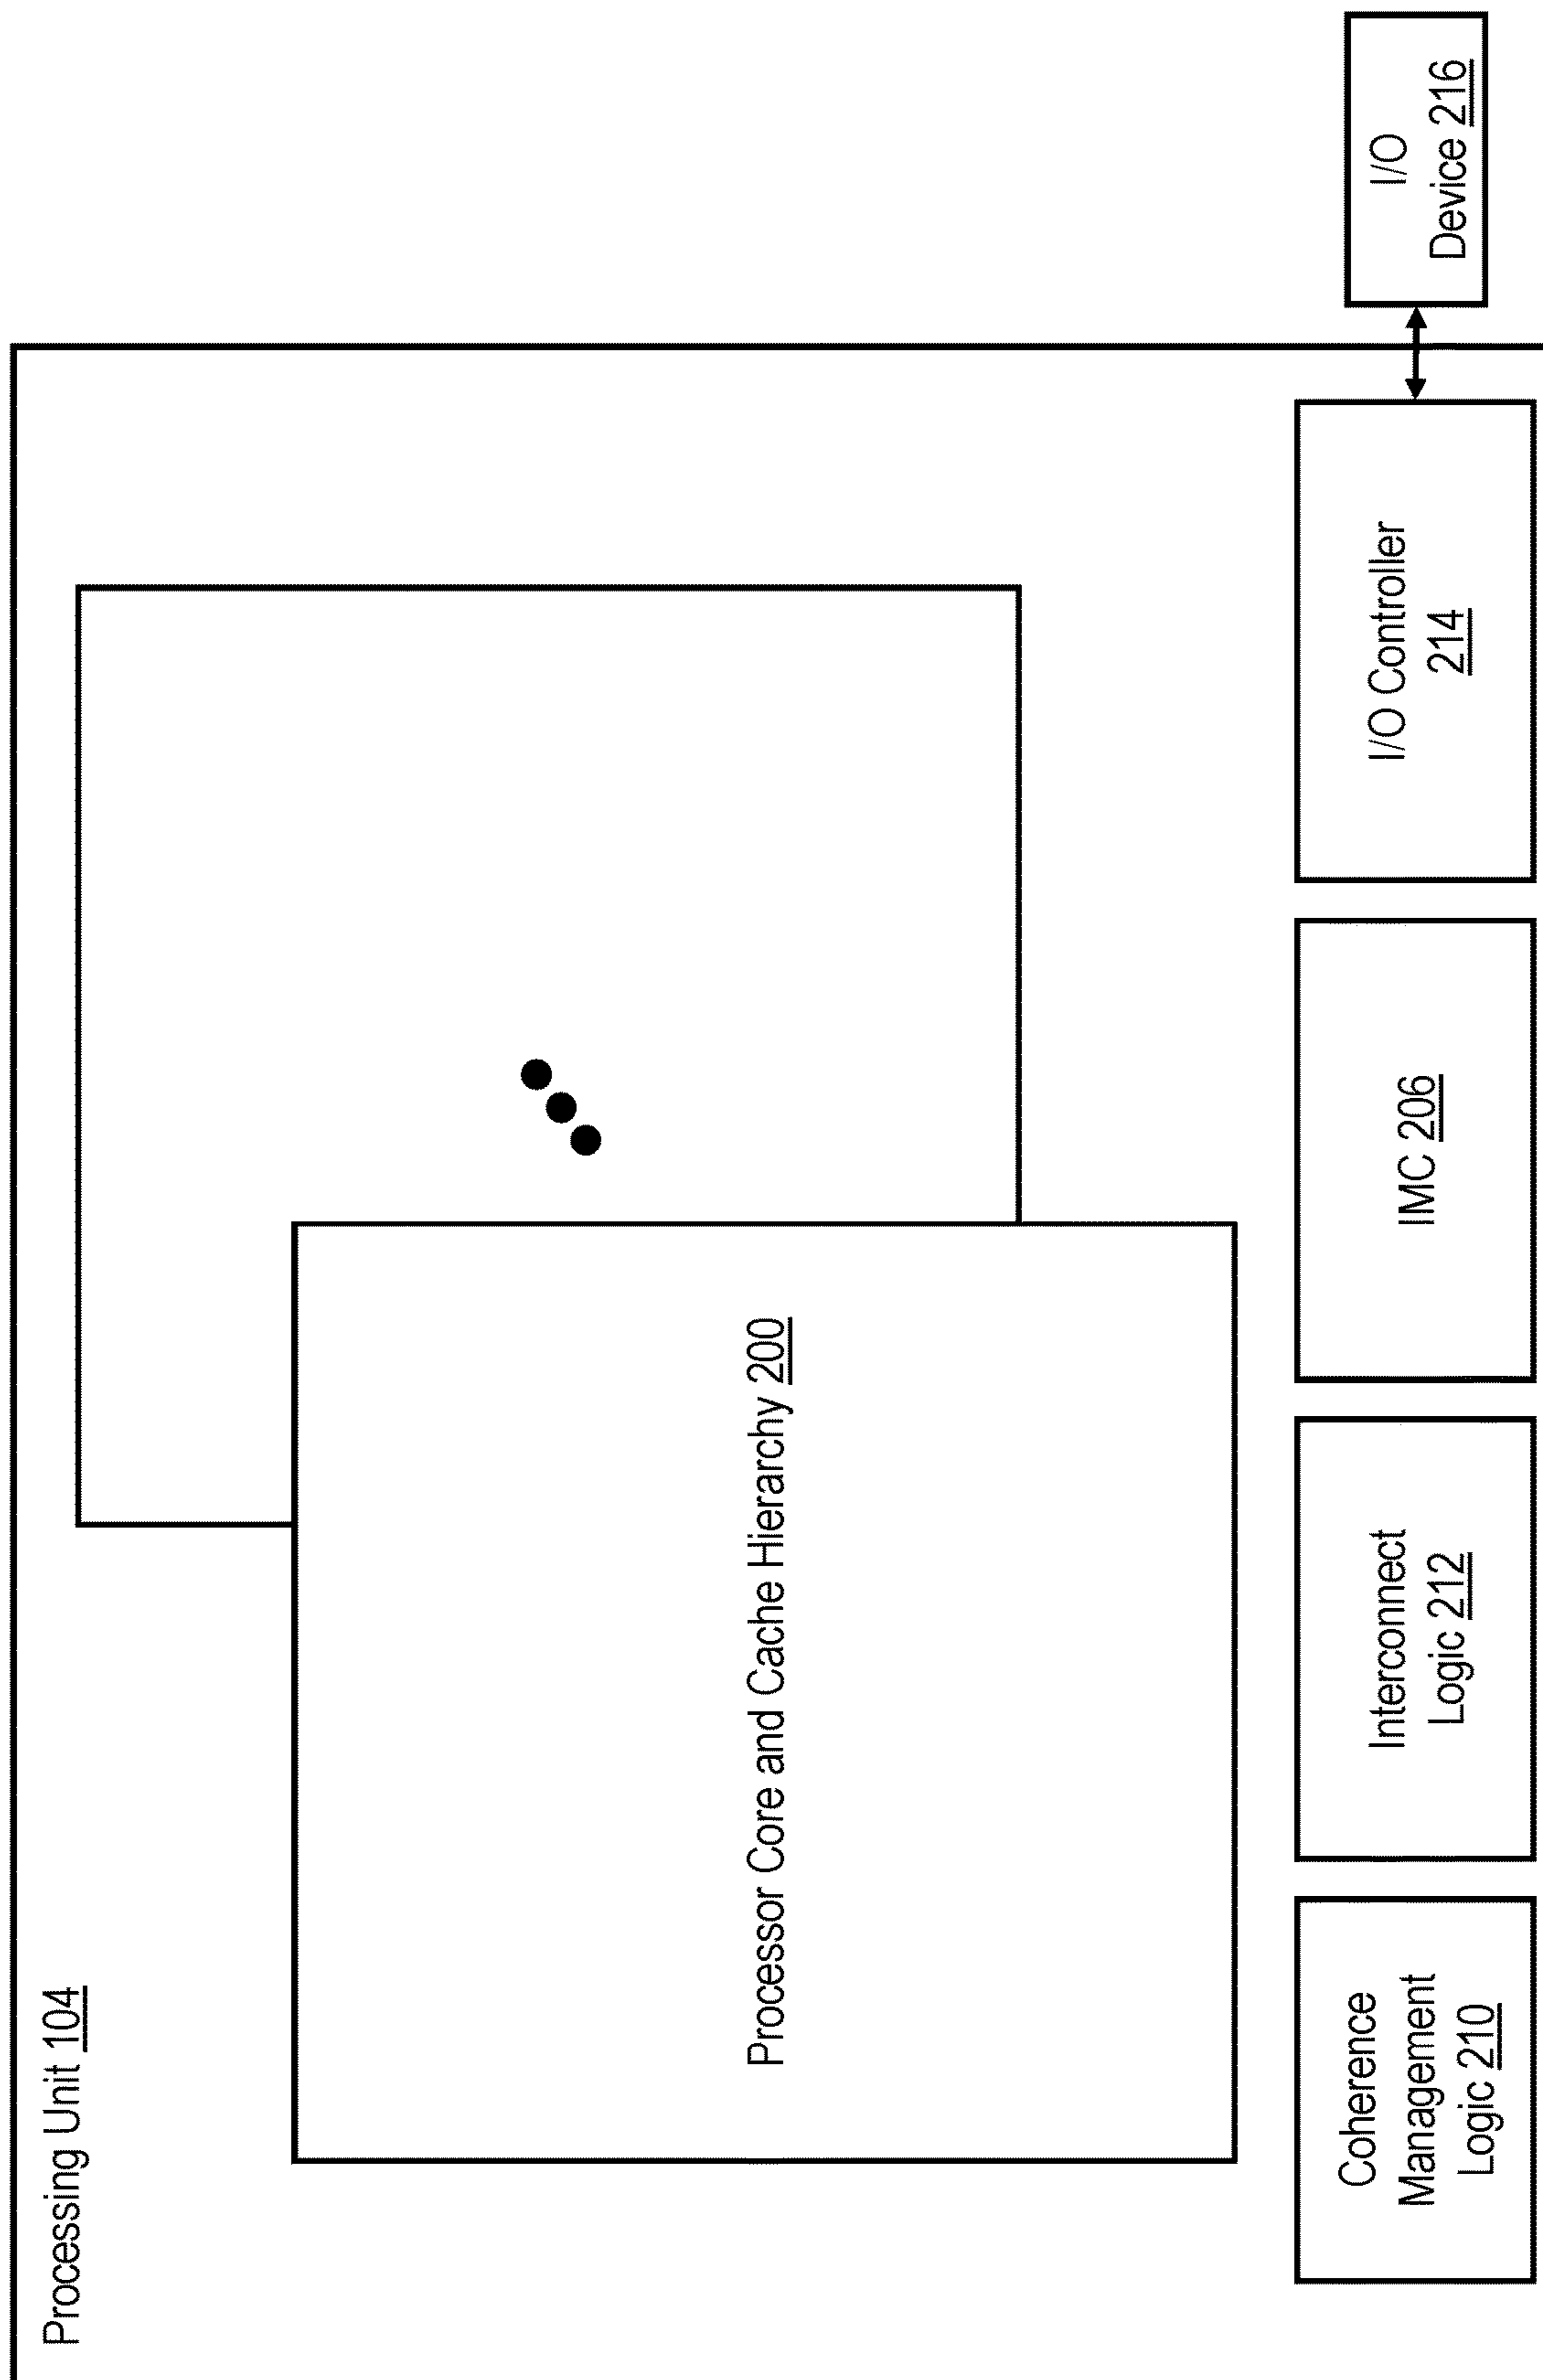 Processing Unit 104
Processor Core and Cache Hierarchy 200
Coherence
Management
Logic 210
Interconnect
Logic 212
IMC 206
I/O Controller
214
I/O
Device 216